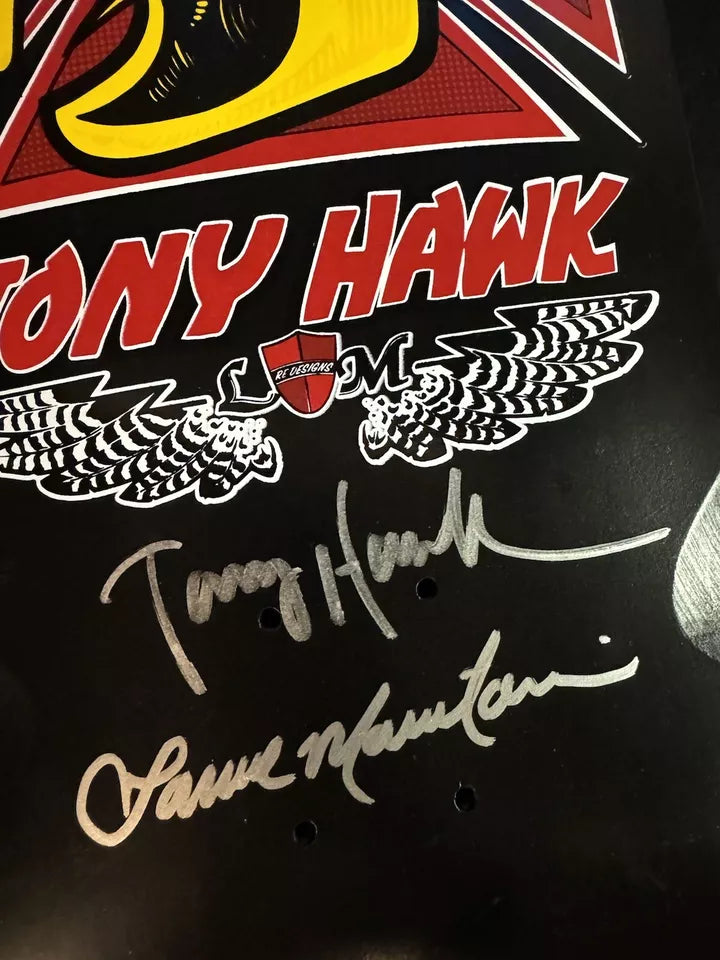 TONY HAWK
L RE DESIGNS M
Tony Hawk
Lance Mountain